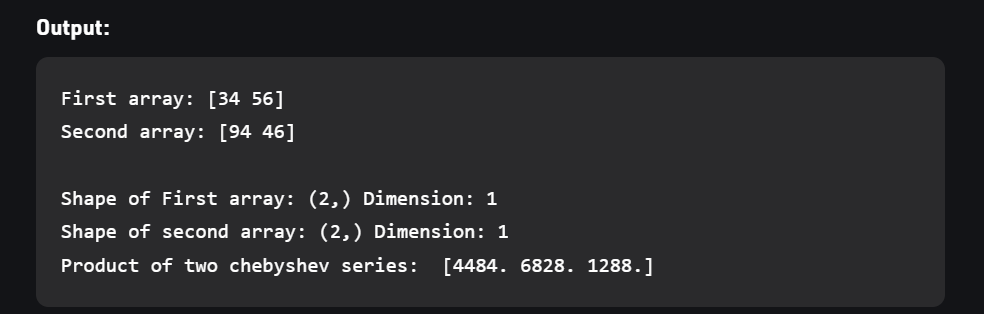 Output:
First array: [34 56]
Second array: [94 46]
Shape of First array: (2,) Dimension: 1
Shape of second array: (2,) Dimension: 1
Product of two chebyshev series:  [4484. 6828. 1288.]